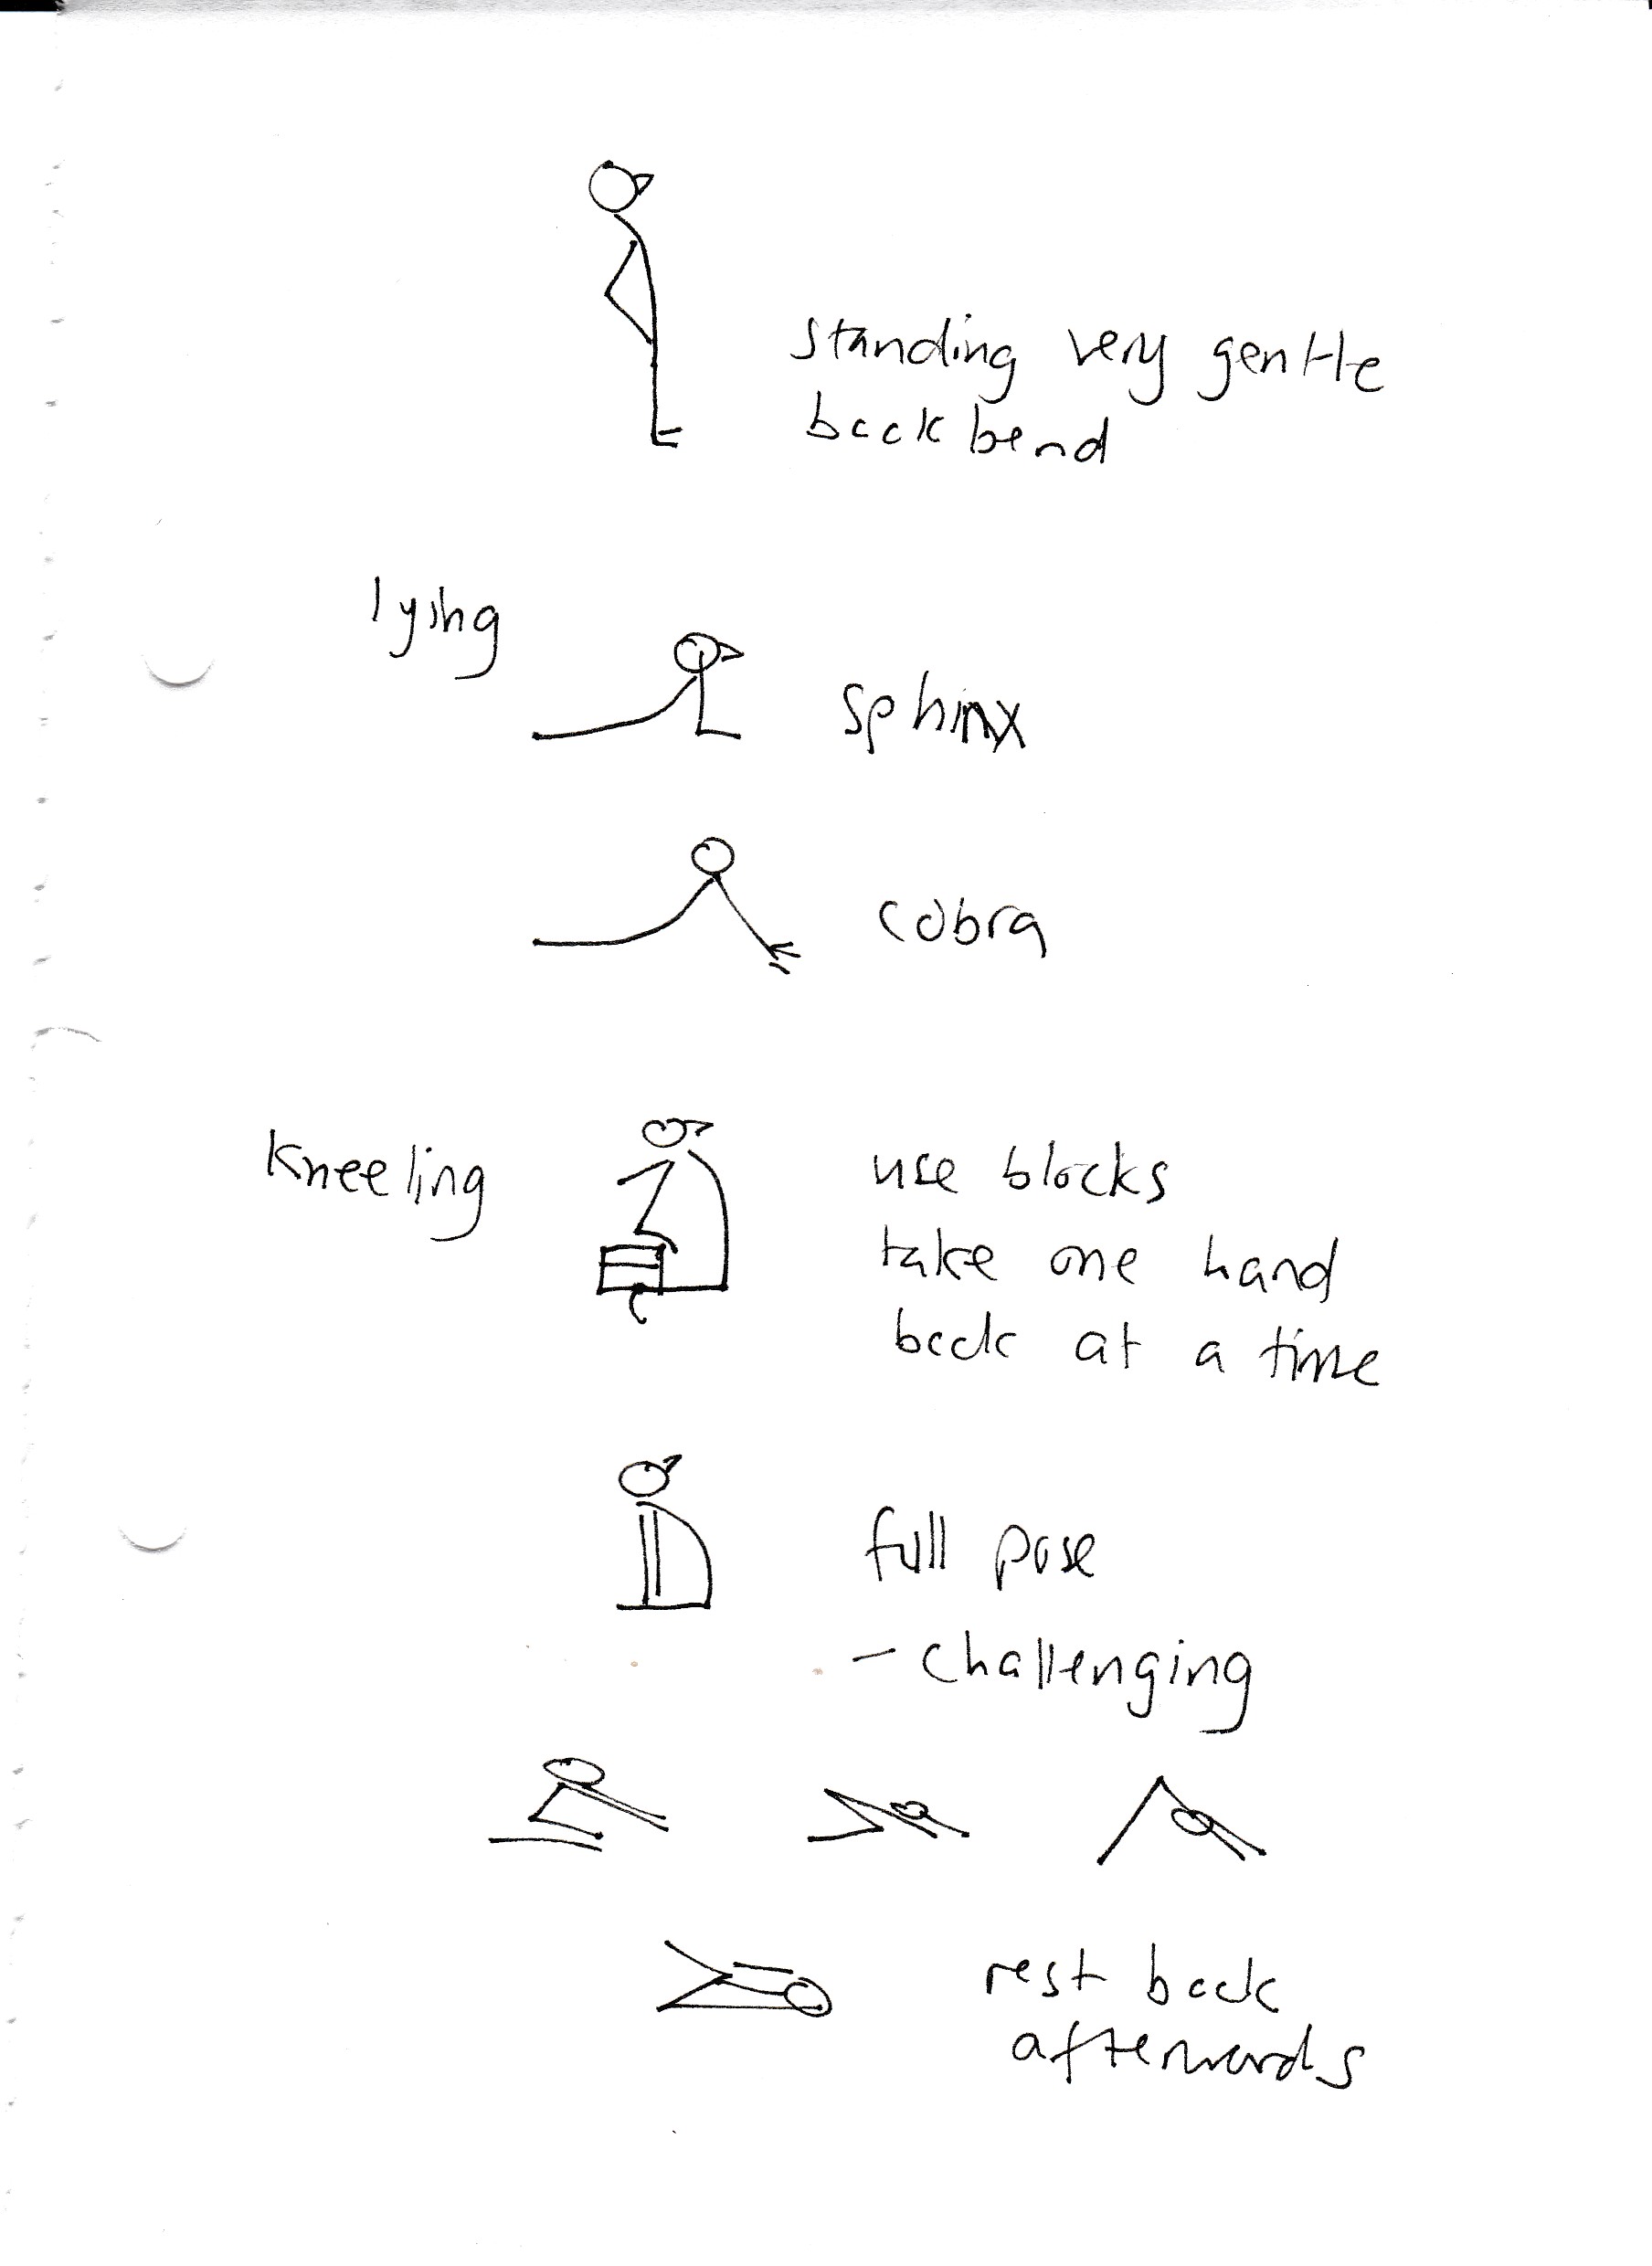 standing very gentle
back bend
lying
sphinx
cobra
kneeling
use blocks
take one hand
back at a time
full pose
- challenging
rest back
afterwards